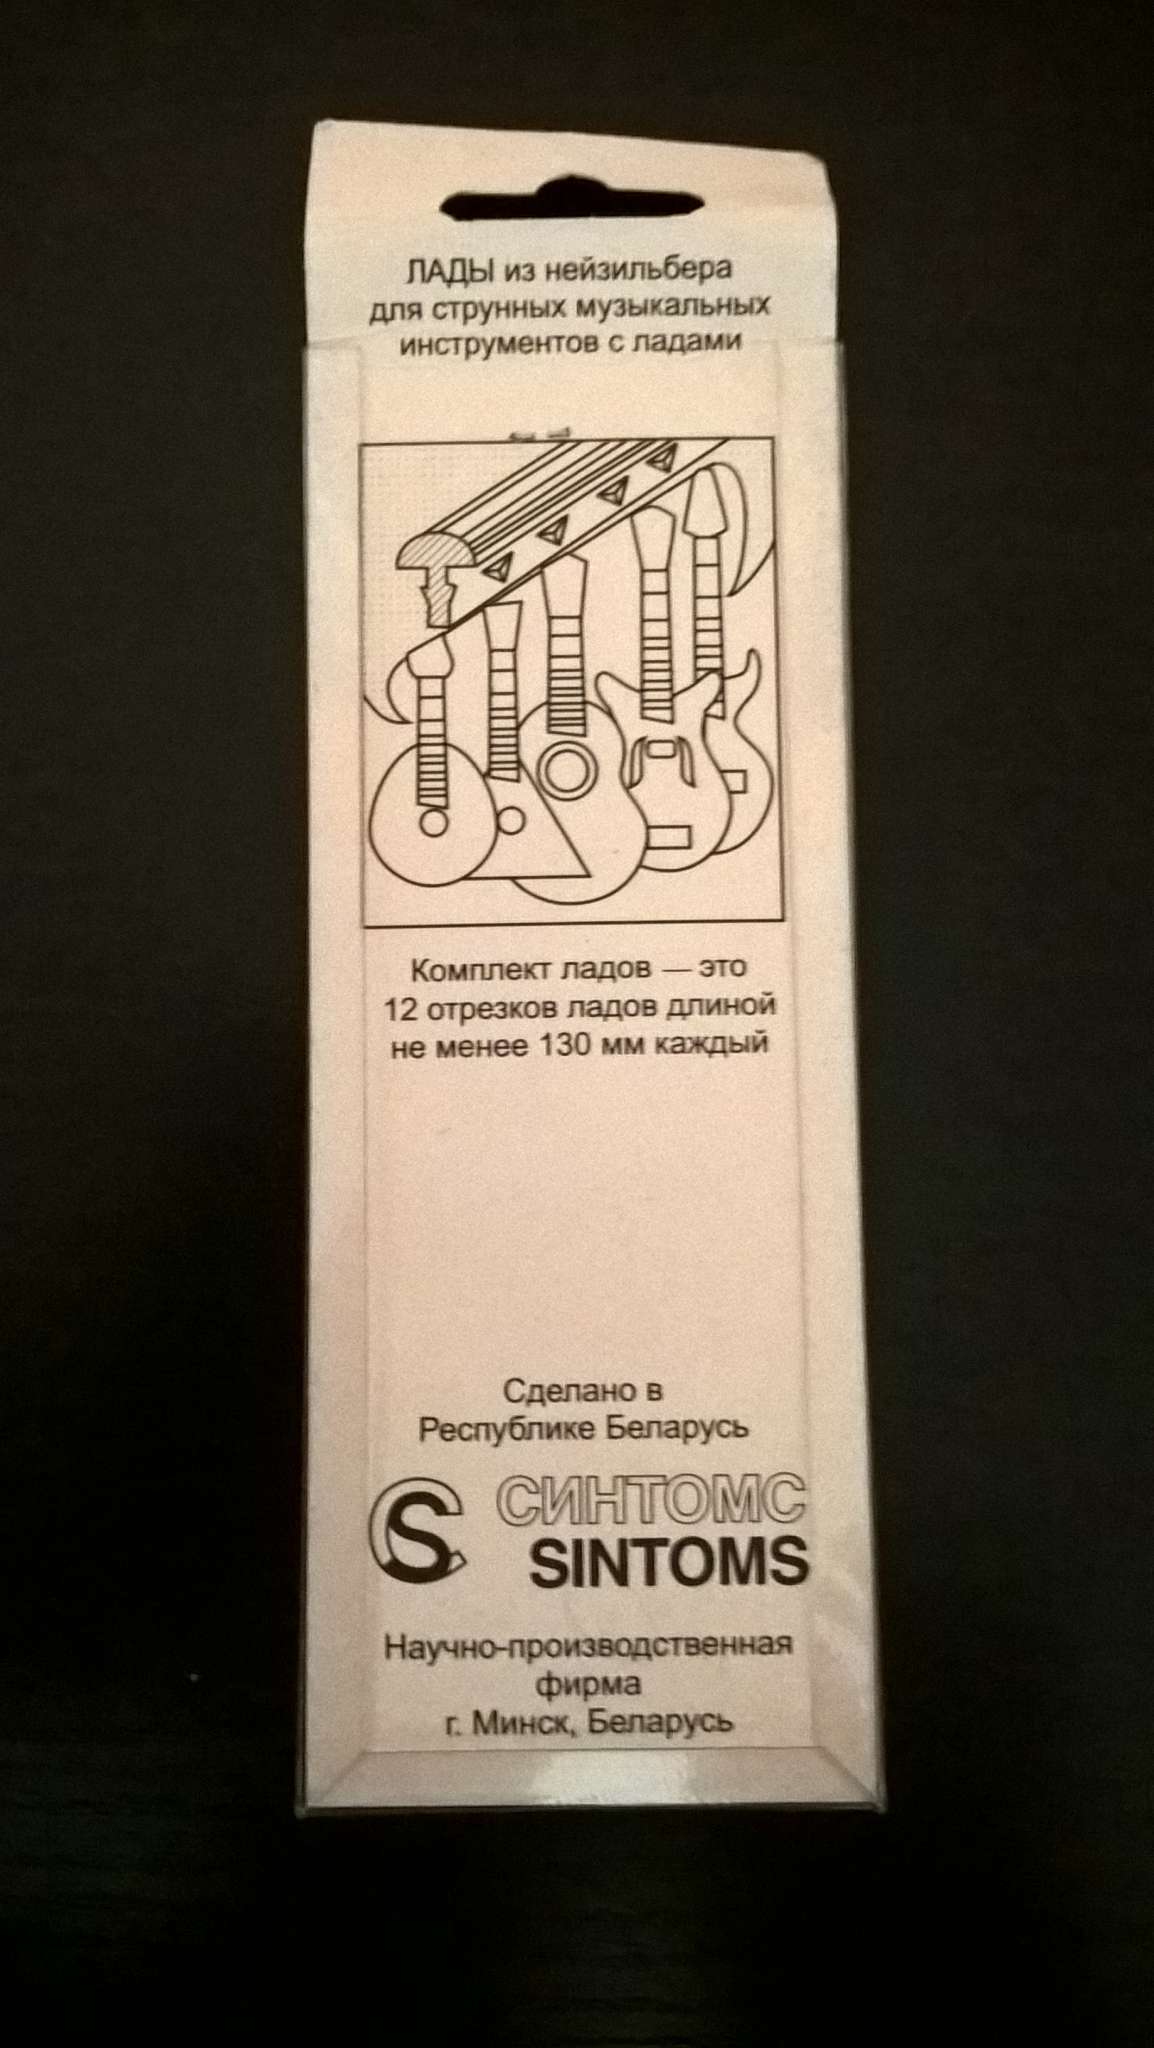 ЛАДЫ из нейзильбера
для струнных музыкальных
инструментов с ладами
Комплект ладов — это
12 отрезков ладов длиной
не менее 130 мм каждый
Сделано в
Республике Беларусь
СИНТОМС
SINTOMS
Научно-производственная
фирма
г. Минск, Беларусь